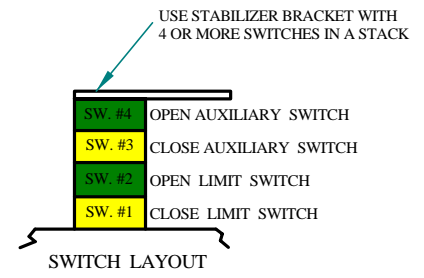 USE STABILIZER BRACKET WITH
4 OR MORE SWITCHES IN A STACK
SW. #4 OPEN AUXILIARY SWITCH
SW. #3 CLOSE AUXILIARY SWITCH
SW. #2 OPEN LIMIT SWITCH
SW. #1 CLOSE LIMIT SWITCH
SWITCH LAYOUT